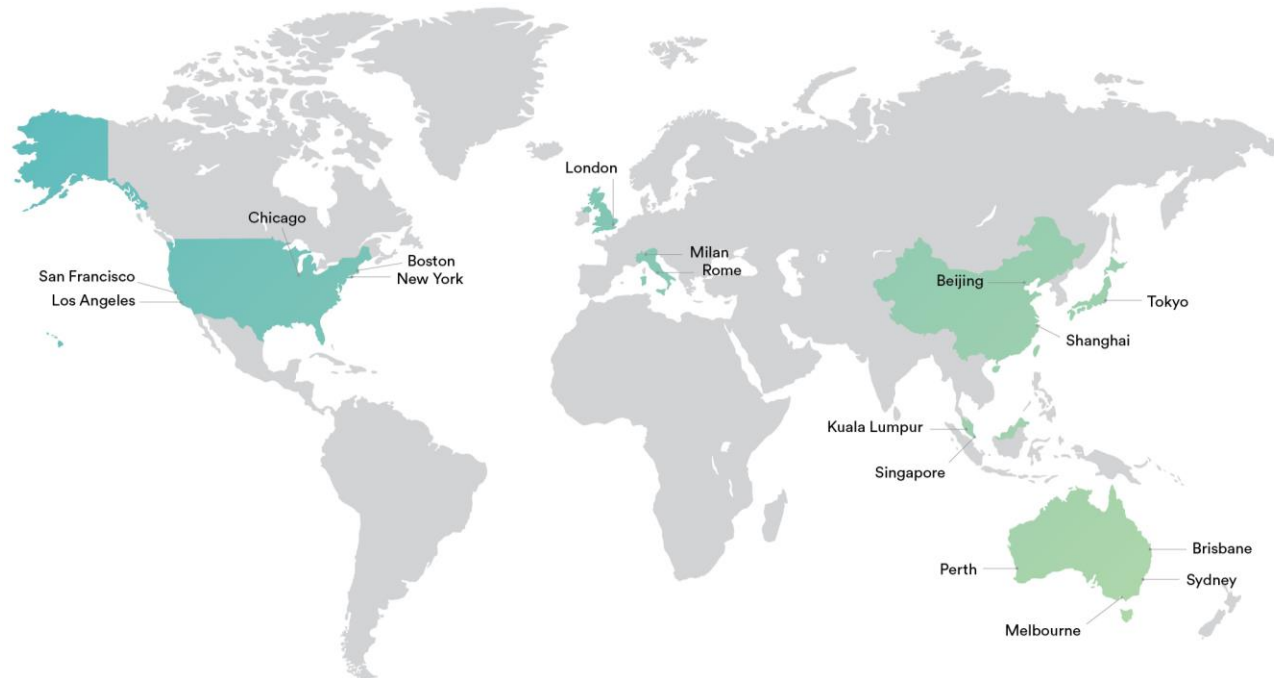 London
Chicago
Boston
Milan
San Francisco
New York
Rome
Beijing
Los Angeles
Tokyo
Shanghai
Kuala Lumpur
Singapore
Brisbane
Perth
Sydney
Melbourne